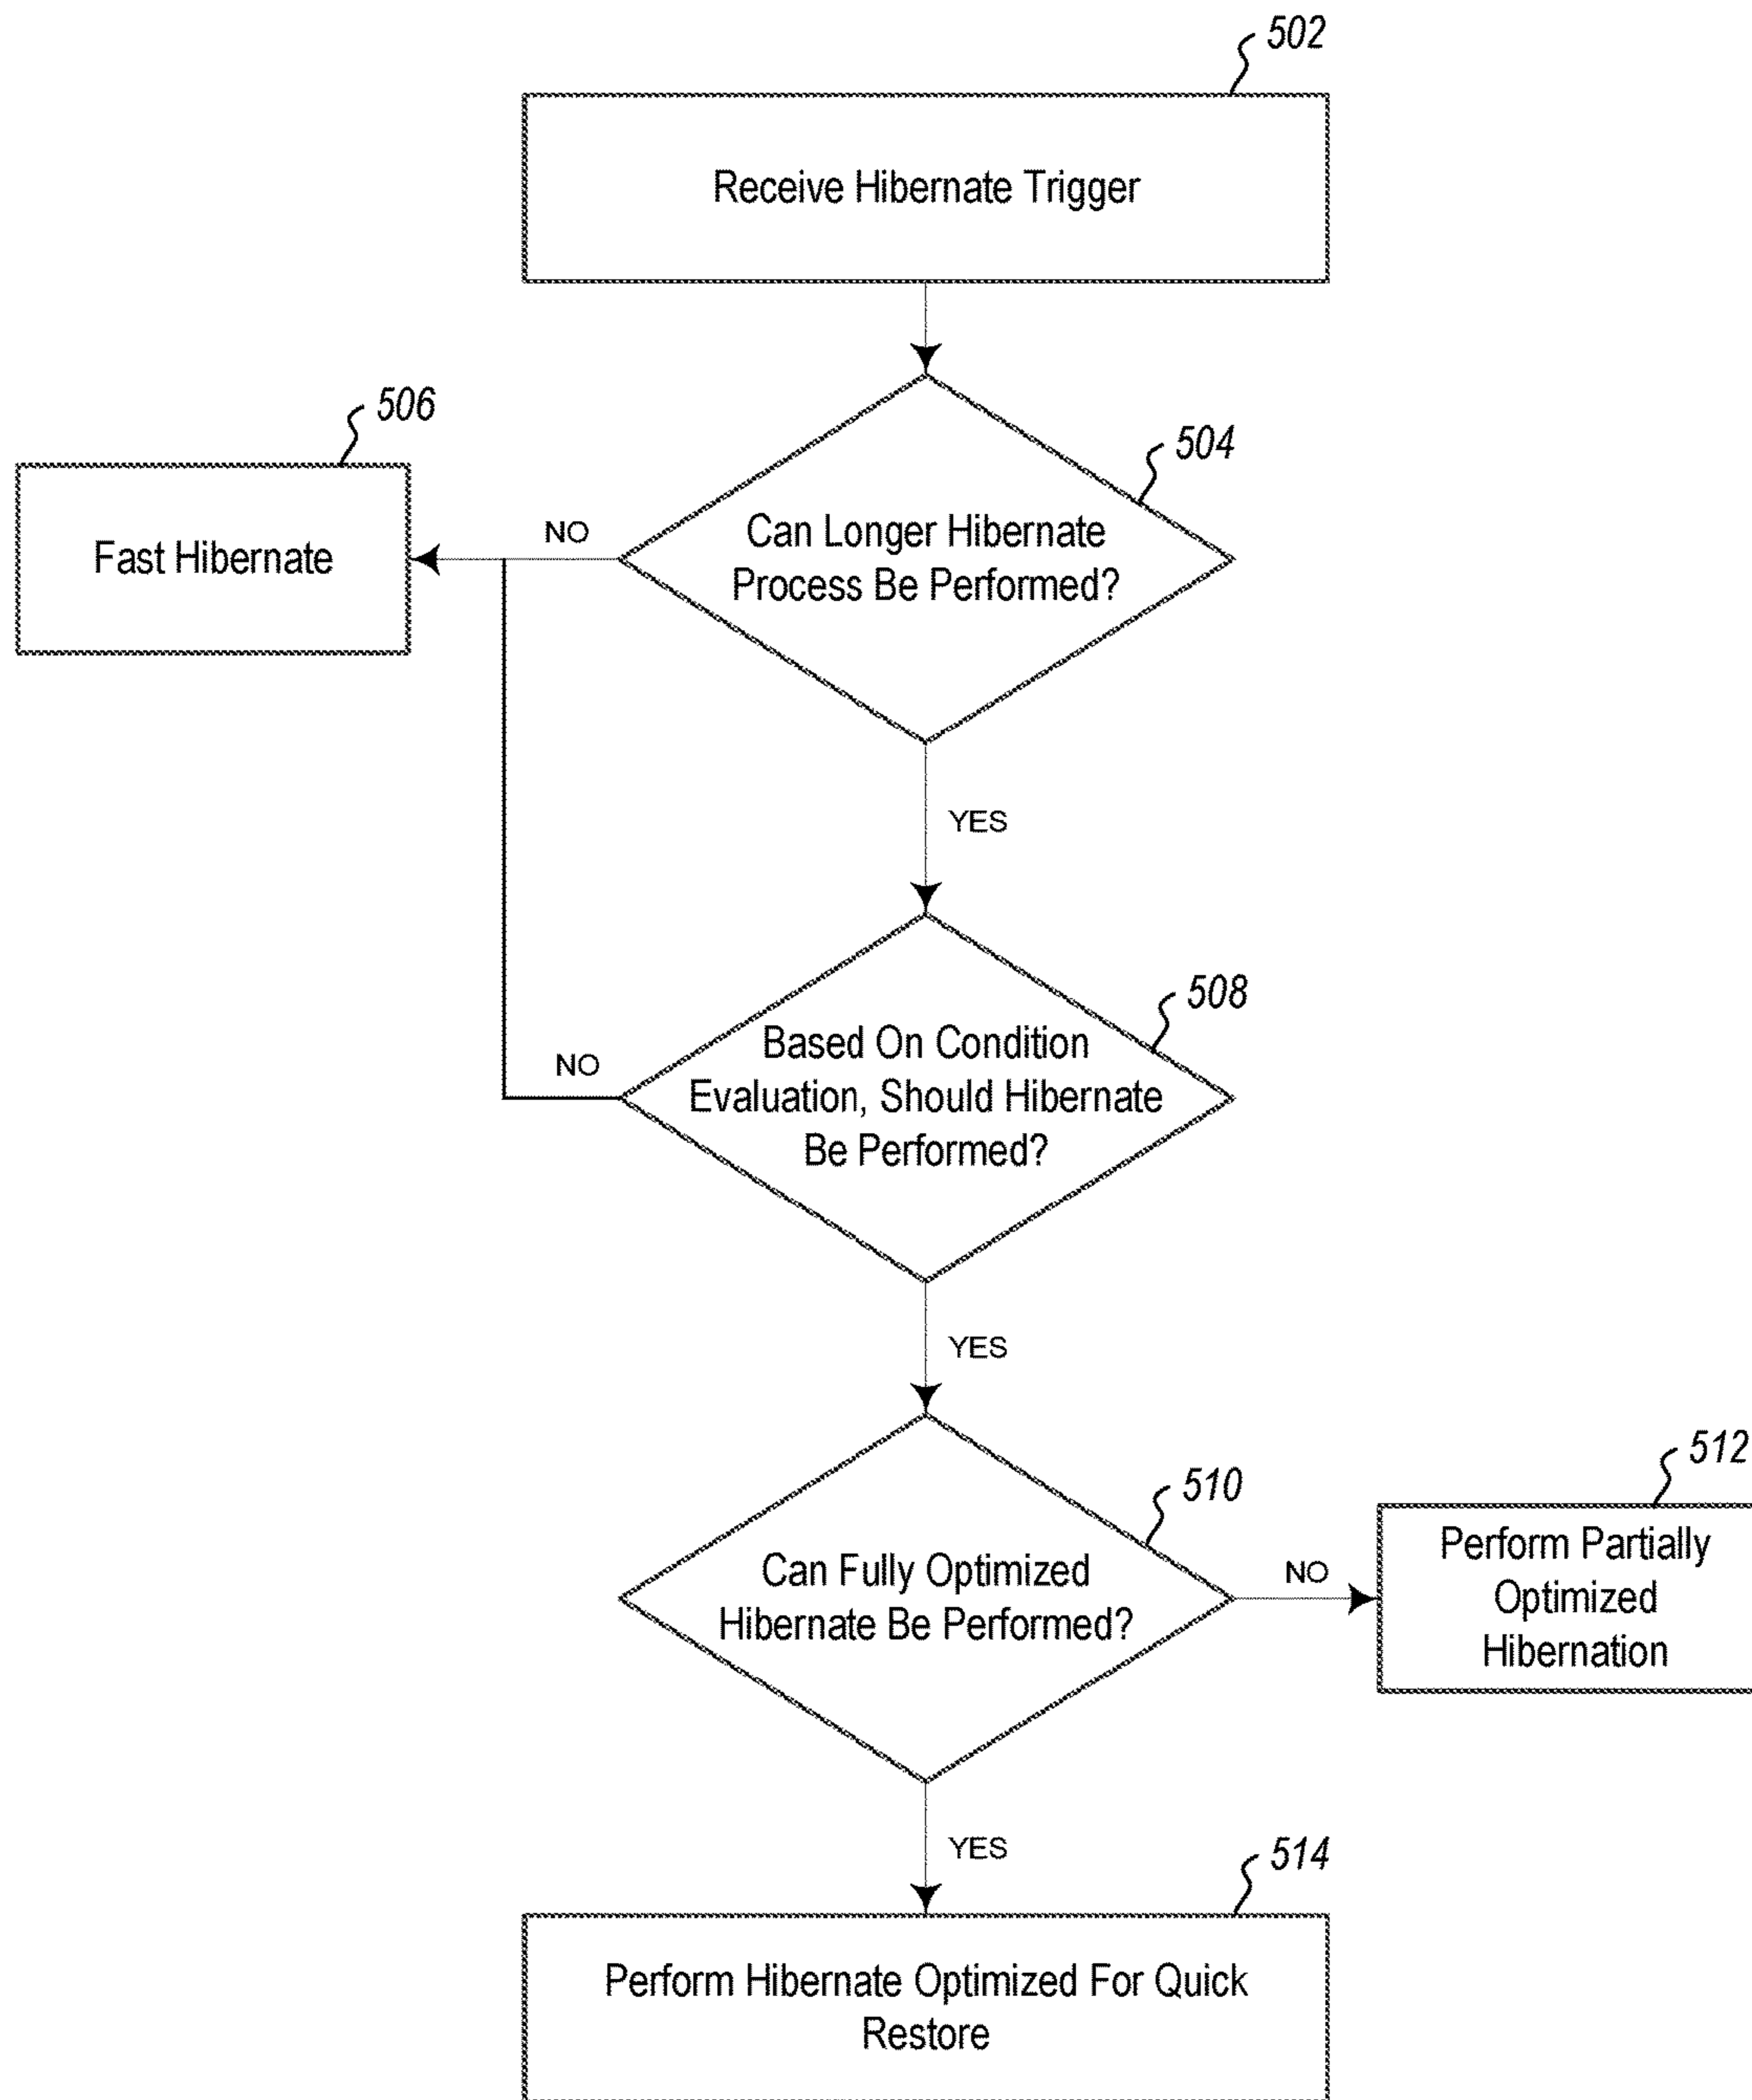 502
Receive Hibernate Trigger
506
504
Fast Hibernate
NO
Can Longer Hibernate
Process Be Performed?
YES
508
NO
Based On Condition
Evaluation, Should Hibernate
Be Performed?
YES
510
512
Can Fully Optimized
Hibernate Be Performed?
NO
Perform Partially
Optimized
Hibernation
YES
514
Perform Hibernate Optimized For Quick
Restore